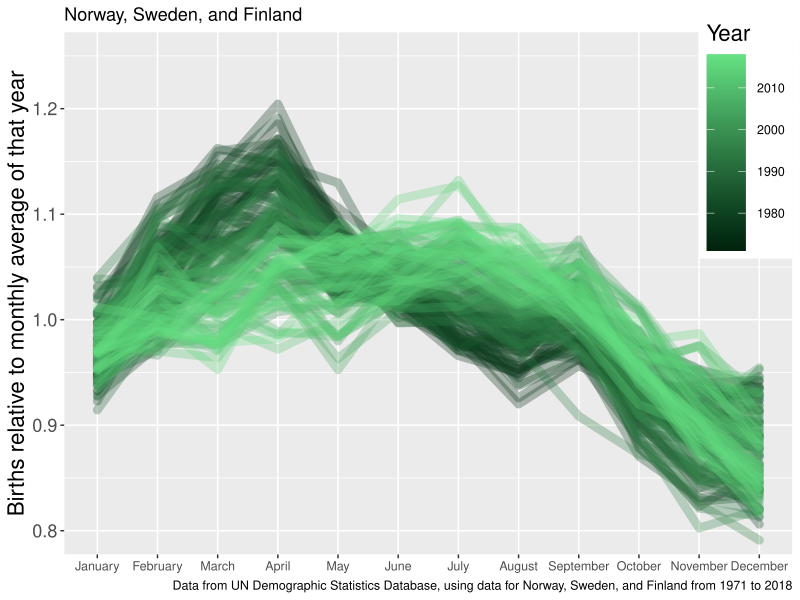 Norway, Sweden, and Finland
Year
2010
2000
1990
1980
Births relative to monthly average of that year
1.2
1.1
1.0
0.9
0.8
January February March April May June July August September October November December
Data from UN Demographic Statistics Database, using data for Norway, Sweden, and Finland from 1971 to 2018